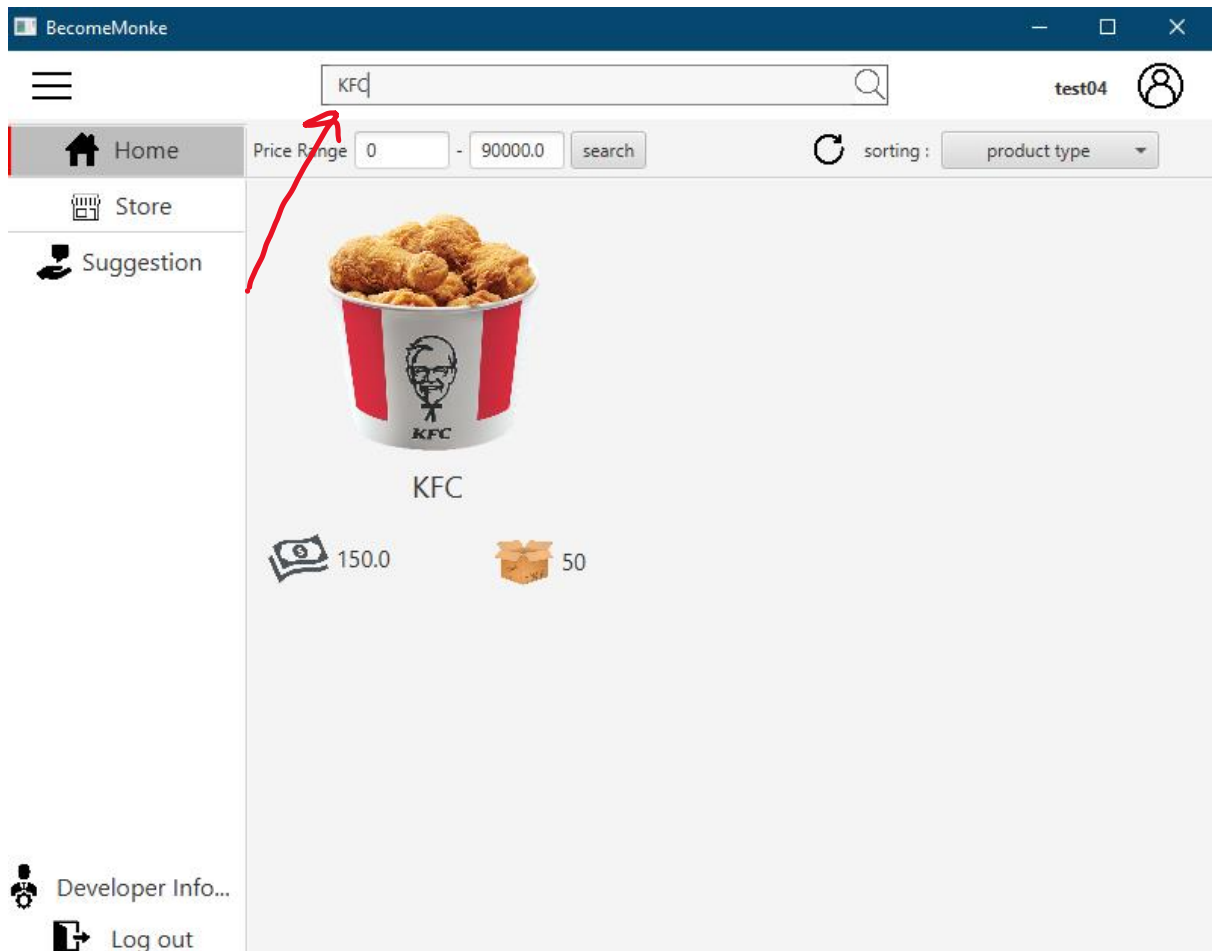 BecomeMonke
KFC
test04
Home
Price Range 0 - 90000.0 search sorting : product type
Store
Suggestion
KFC
KFC
150.0 50
Developer Info...
Log out